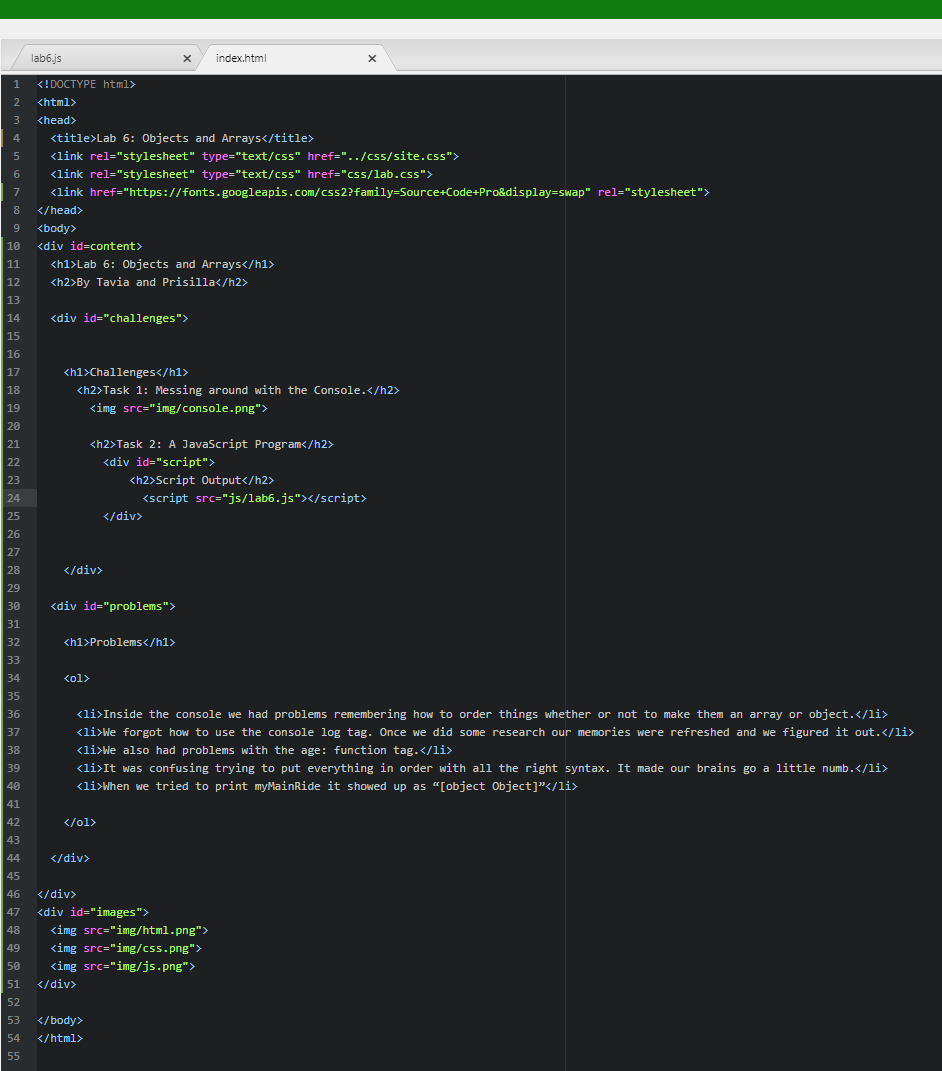 lab6.js × index.html ×
1 <!DOCTYPE html>
2 <html>
3 <head>
4 <title>Lab 6: Objects and Arrays</title>
5 <link rel="stylesheet" type="text/css" href="../css/site.css">
6 <link rel="stylesheet" type="text/css" href="css/lab.css">
7 <link href="https://fonts.googleapis.com/css2?family=Source+Code+Pro&display=swap" rel="stylesheet">
8 </head>
9 <body>
10 <div id=content>
11 <h1>Lab 6: Objects and Arrays</h1>
12 <h2>By Tavia and Prisilla</h2>
13
14 <div id="challenges">
15
16
17 <h1>Challenges</h1>
18 <h2>Task 1: Messing around with the Console.</h2>
19 <img src="img/console.png">
20
21 <h2>Task 2: A JavaScript Program</h2>
22 <div id="script">
23 <h2>Script Output</h2>
24 <script src="js/lab6.js"></script>
25 </div>
26
27
28 </div>
29
30 <div id="problems">
31
32 <h1>Problems</h1>
33
34 <ol>
35
36 <li>Inside the console we had problems remembering how to order things whether or not to make them an array or object.</li>
37 <li>We forgot how to use the console log tag. Once we did some research our memories were refreshed and we figured it out.</li>
38 <li>We also had problems with the age: function tag.</li>
39 <li>It was confusing trying to put everything in order with all the right syntax. It made our brains go a little numb.</li>
40 <li>When we tried to print myMainRide it showed up as “[object Object]”</li>
41
42 </ol>
43
44 </div>
45
46 </div>
47 <div id="images">
48 <img src="img/html.png">
49 <img src="img/css.png">
50 <img src="img/js.png">
51 </div>
52
53 </body>
54 </html>
55